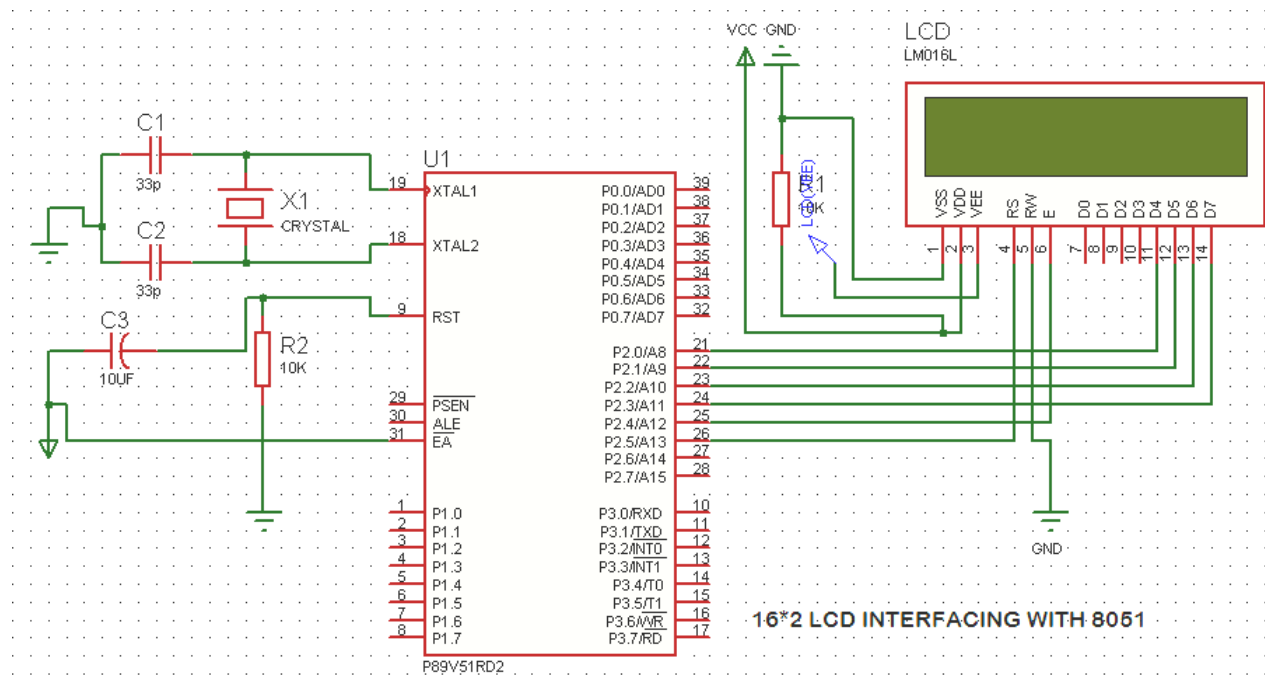 VCC GND
LCD
LM016L
C1
33p
X1
CRYSTAL
C2
33p
C3
10UF
R2
10K
U1
19 XTAL1
18 XTAL2
9 RST
29 PSEN
30 ALE
31 EA
1 P1.0
2 P1.1
3 P1.2
4 P1.3
5 P1.4
6 P1.5
7 P1.6
8 P1.7
P0.0/AD0 39
P0.1/AD1 38
P0.2/AD2 37
P0.3/AD3 36
P0.4/AD4 35
P0.5/AD5 34
P0.6/AD6 33
P0.7/AD7 32
P2.0/A8 21
P2.1/A9 22
P2.2/A10 23
P2.3/A11 24
P2.4/A12 25
P2.5/A13 26
P2.6/A14 27
P2.7/A15 28
P3.0/RXD 10
P3.1/TXD 11
P3.2/INT0 12
P3.3/INT1 13
P3.4/T0 14
P3.5/T1 15
P3.6/WR 16
P3.7/RD 17
P89V51RD2
LCD(VEE)
VSS VDD VEE RS RW E D0 D1 D2 D3 D4 D5 D6 D7
1 2 3 4 5 6 7 8 9 10 11 12 13 14
GND
16*2 LCD INTERFACING WITH 8051